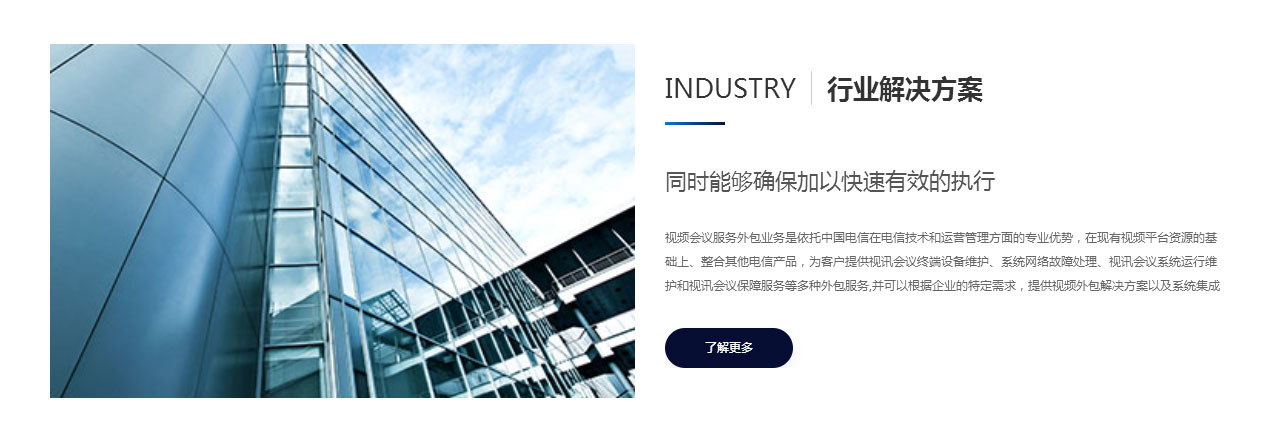 INDUSTRY 行业解决方案
同时能够确保加以快速有效的执行
视频会议服务外包业务是依托中国电信在电信技术和运营管理方面的专业优势，在现有视频平台资源的基
础上、整合其他电信产品，为客户提供视讯会议终端设备维护、系统网络故障处理、视讯会议系统运行维
护和视讯会议保障服务等多种外包服务,并可以根据企业的特定需求，提供视频外包解决方案以及系统集成
了解更多